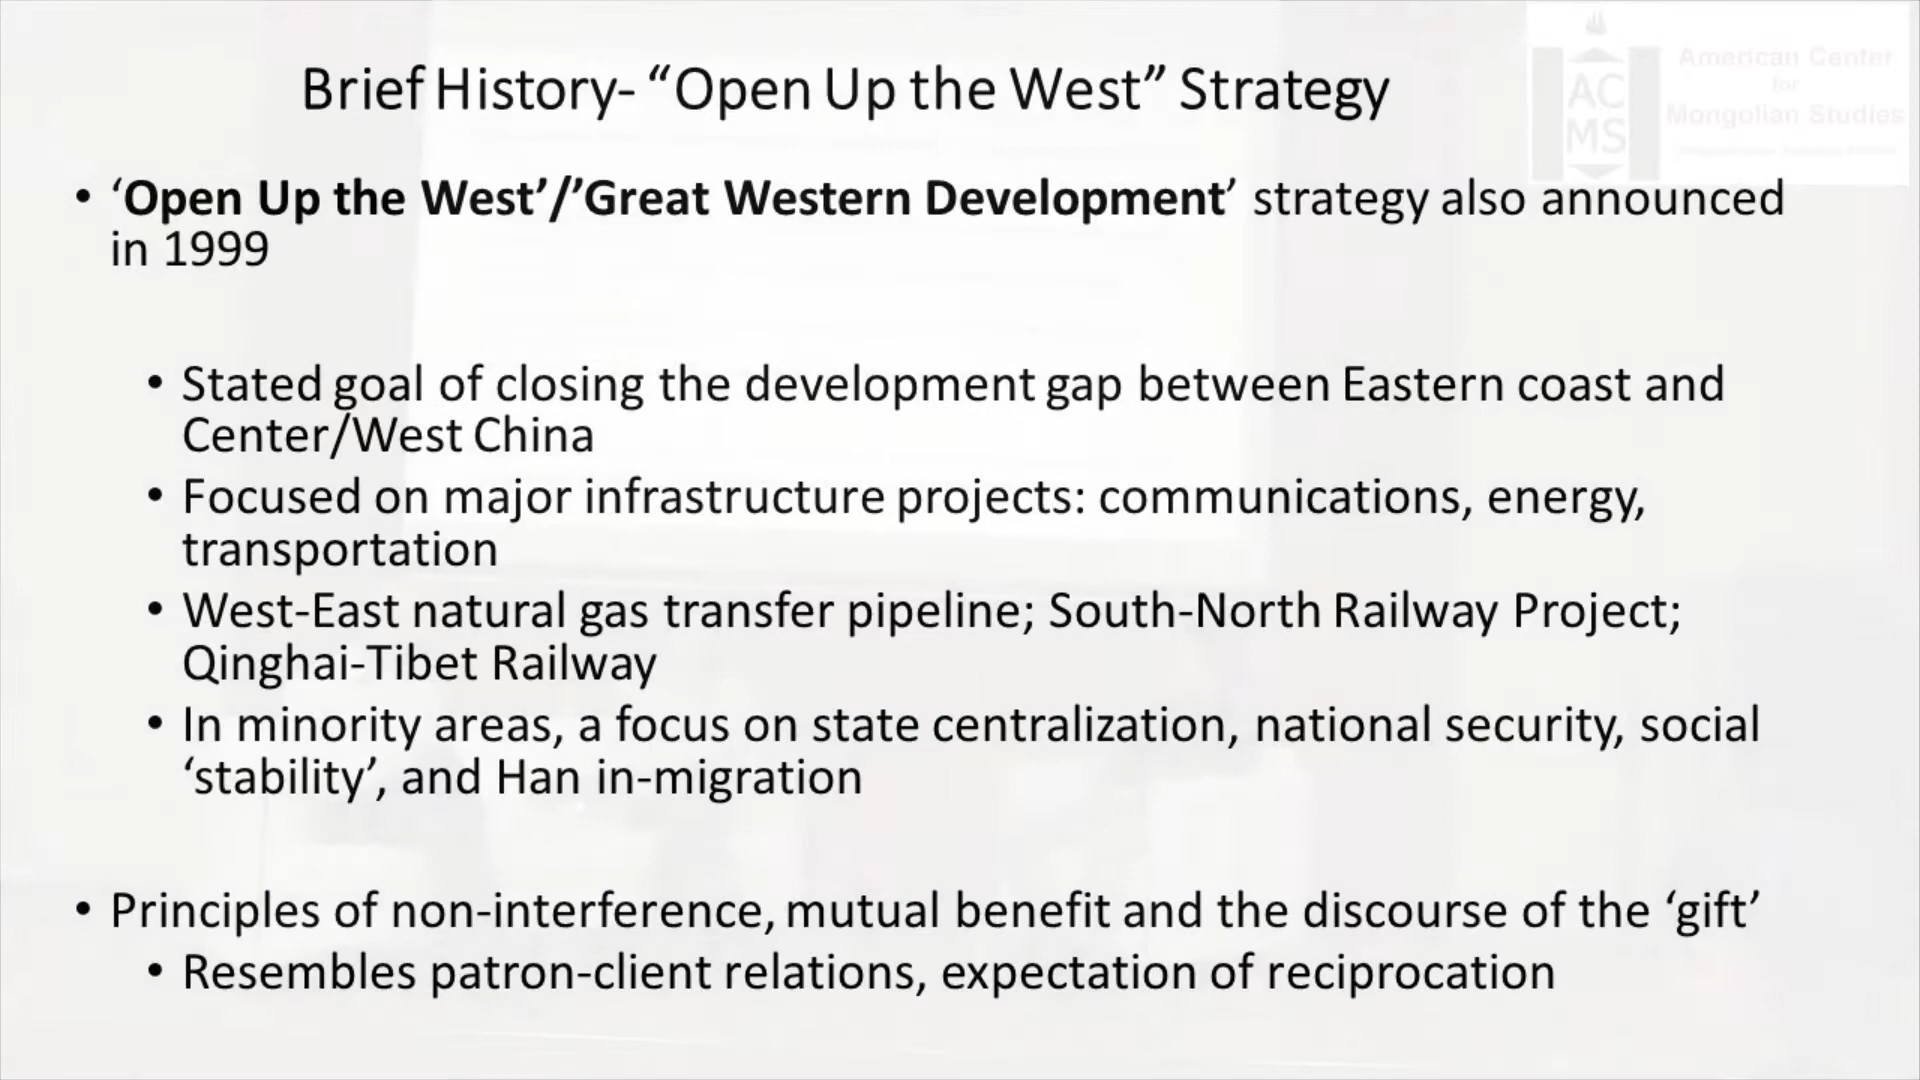 Brief History- “Open Up the West” Strategy
American Center
for
Mongolian Studies
AC
MS
• ‘Open Up the West’/’Great Western Development’ strategy also announced
in 1999
• Stated goal of closing the development gap between Eastern coast and
Center/West China
• Focused on major infrastructure projects: communications, energy,
transportation
• West-East natural gas transfer pipeline; South-North Railway Project;
Qinghai-Tibet Railway
• In minority areas, a focus on state centralization, national security, social
‘stability’, and Han in-migration
• Principles of non-interference, mutual benefit and the discourse of the ‘gift’
• Resembles patron-client relations, expectation of reciprocation